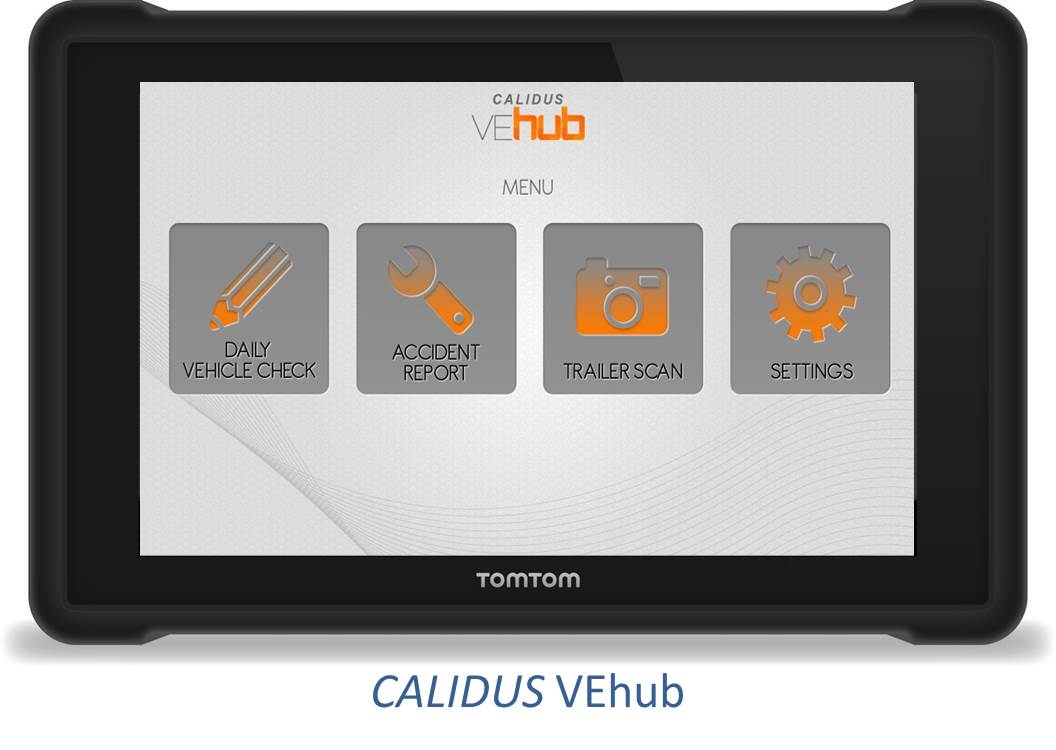 CALIDUS
VEhub
MENU
DAILY
VEHICLE CHECK
ACCIDENT
REPORT
TRAILER SCAN
SETTINGS
TOMTOM
CALIDUS VEhub